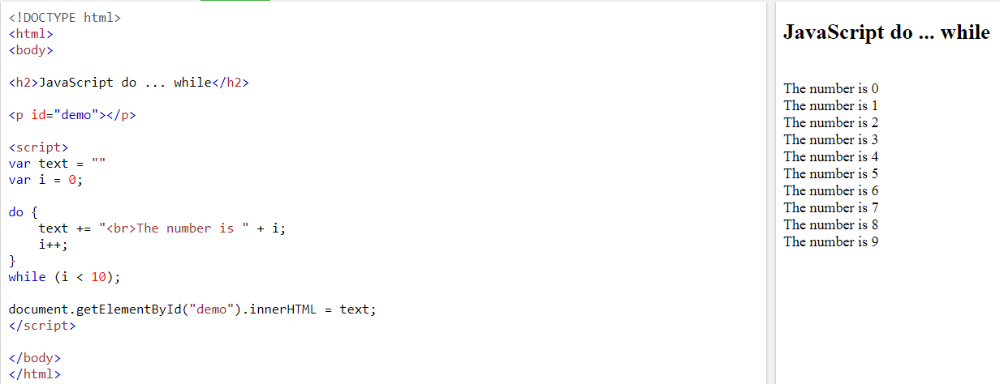 <!DOCTYPE html>
<html>
<body>
<h2>JavaScript do ... while</h2>
<p id="demo"></p>
<script>
var text = ""
var i = 0;
do {
    text += "<br>The number is " + i;
    i++;
}
while (i < 10);
document.getElementById("demo").innerHTML = text;
</script>
</body>
</html>
JavaScript do ... while
The number is 0
The number is 1
The number is 2
The number is 3
The number is 4
The number is 5
The number is 6
The number is 7
The number is 8
The number is 9